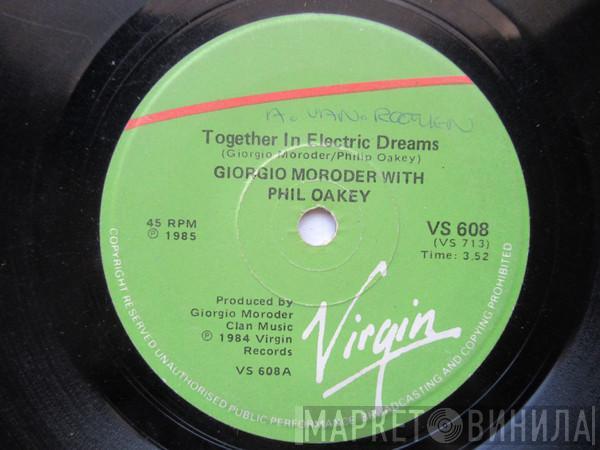 A. VAN. ROOYEN
Together In Electric Dreams
(Giorgio Moroder/Philip Oakey)
GIORGIO MORODER WITH
PHIL OAKEY
45 RPM
℗ 1985
VS 608
(VS 713)
Time: 3.52
Produced by
Giorgio Moroder
Clan Music
℗ 1984 Virgin
Records
VS 608A
Virgin
COPYRIGHT RESERVED UNAUTHORISED PUBLIC PERFORMANCE BROADCASTING AND COPYING PROHIBITED
МАРКЕТ ВИНИЛА